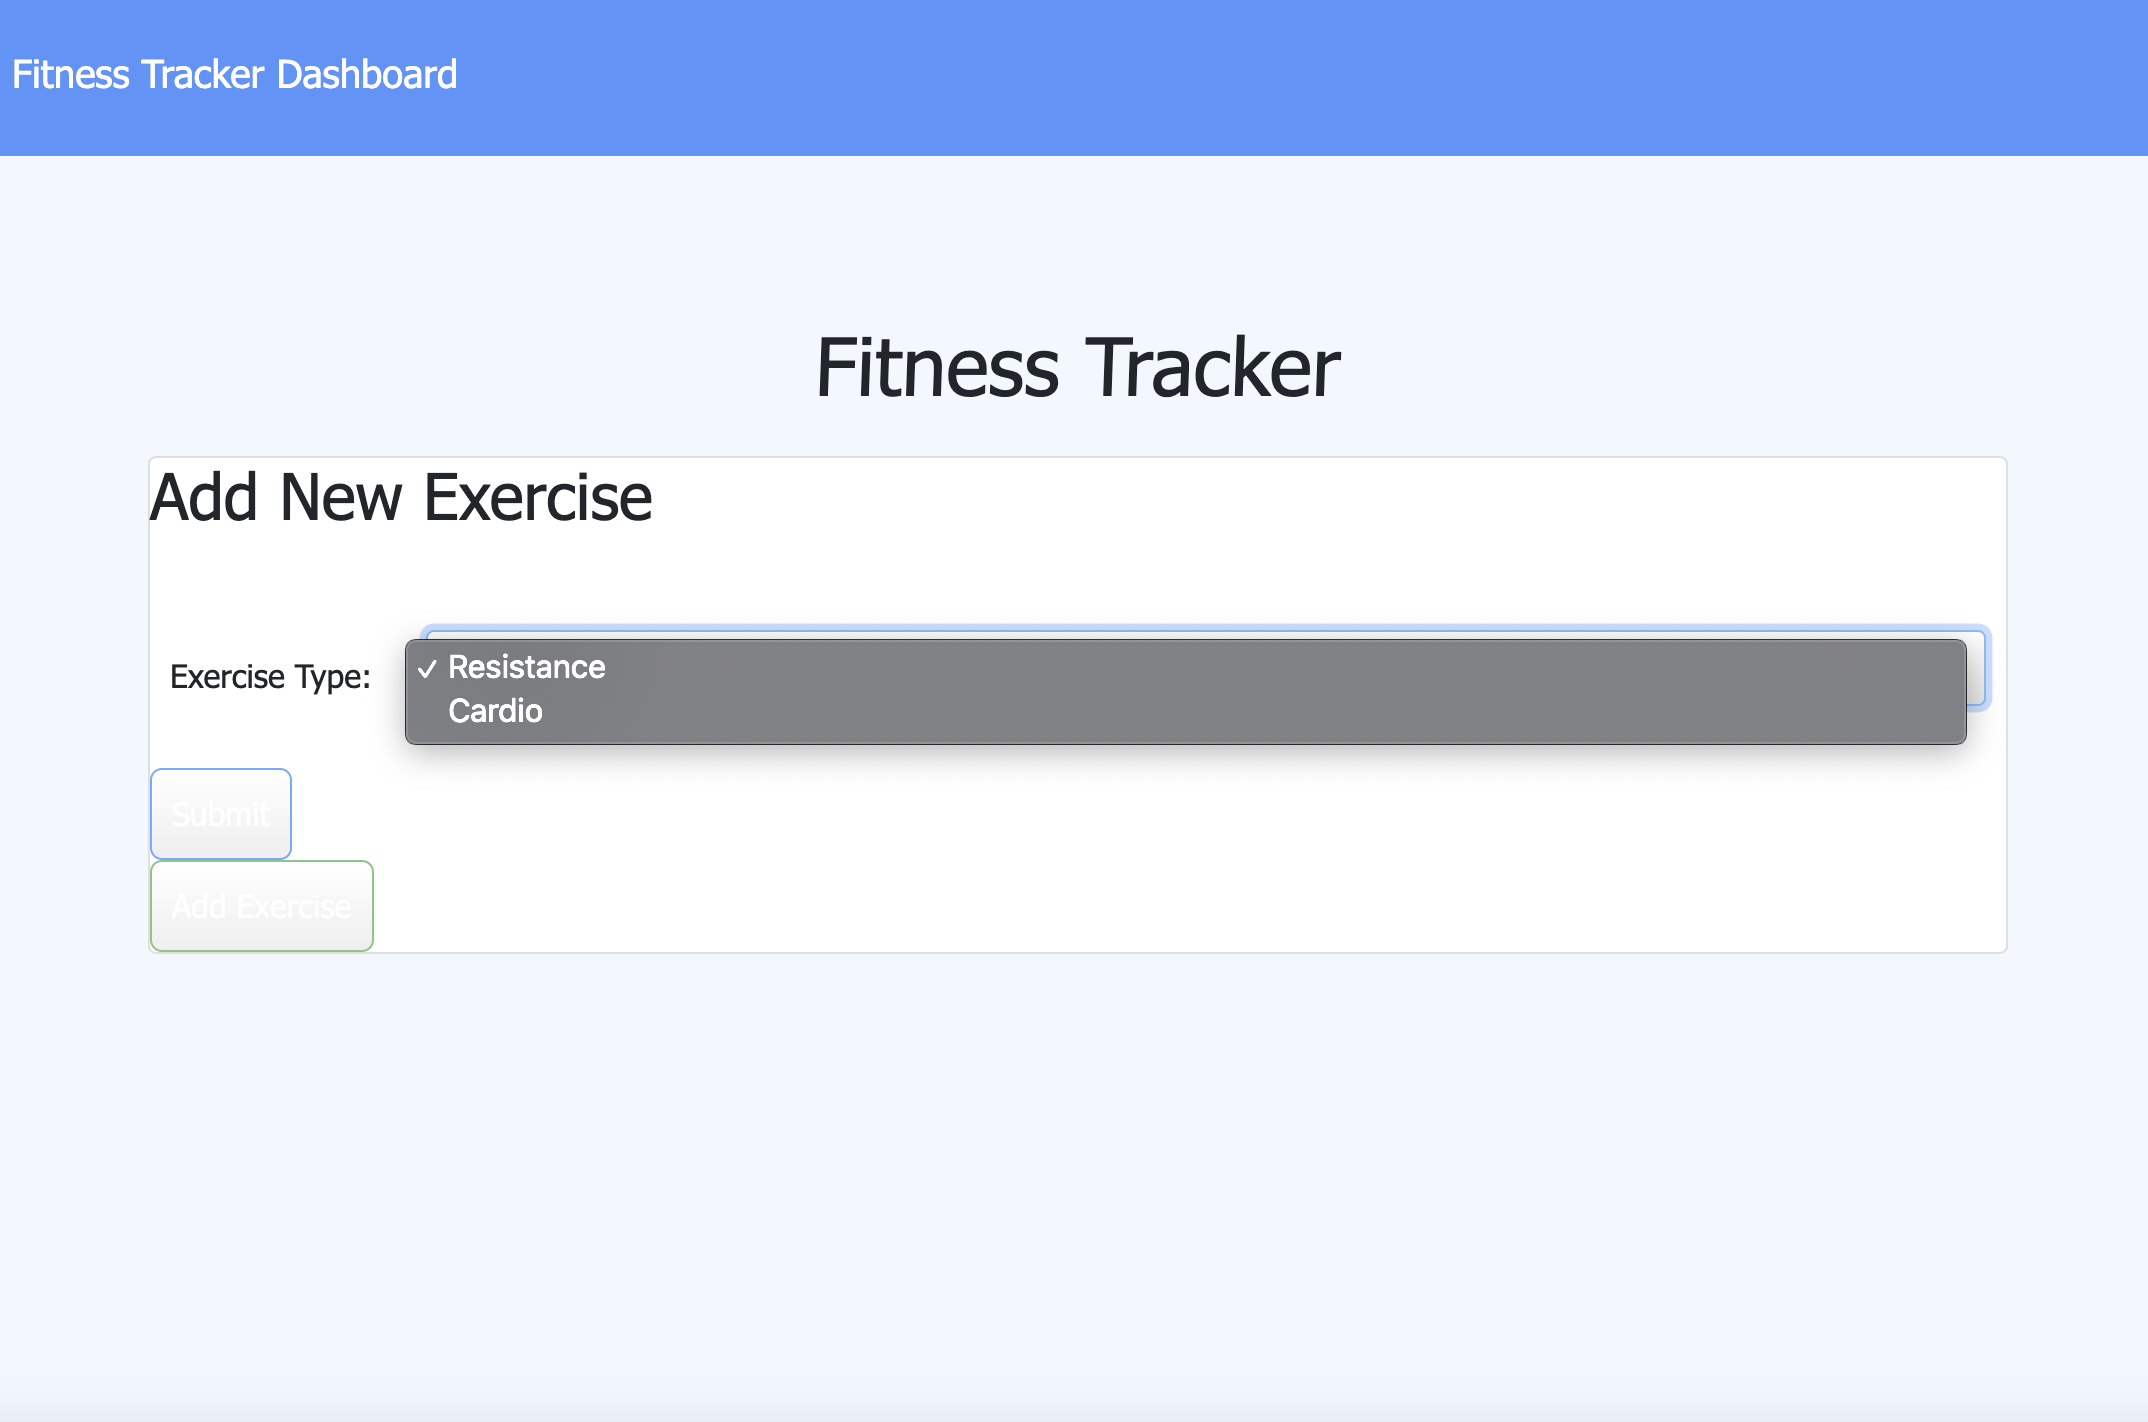 Fitness Tracker Dashboard
Fitness Tracker
Add New Exercise
Exercise Type:
✓ Resistance
Cardio
Submit
Add Exercise